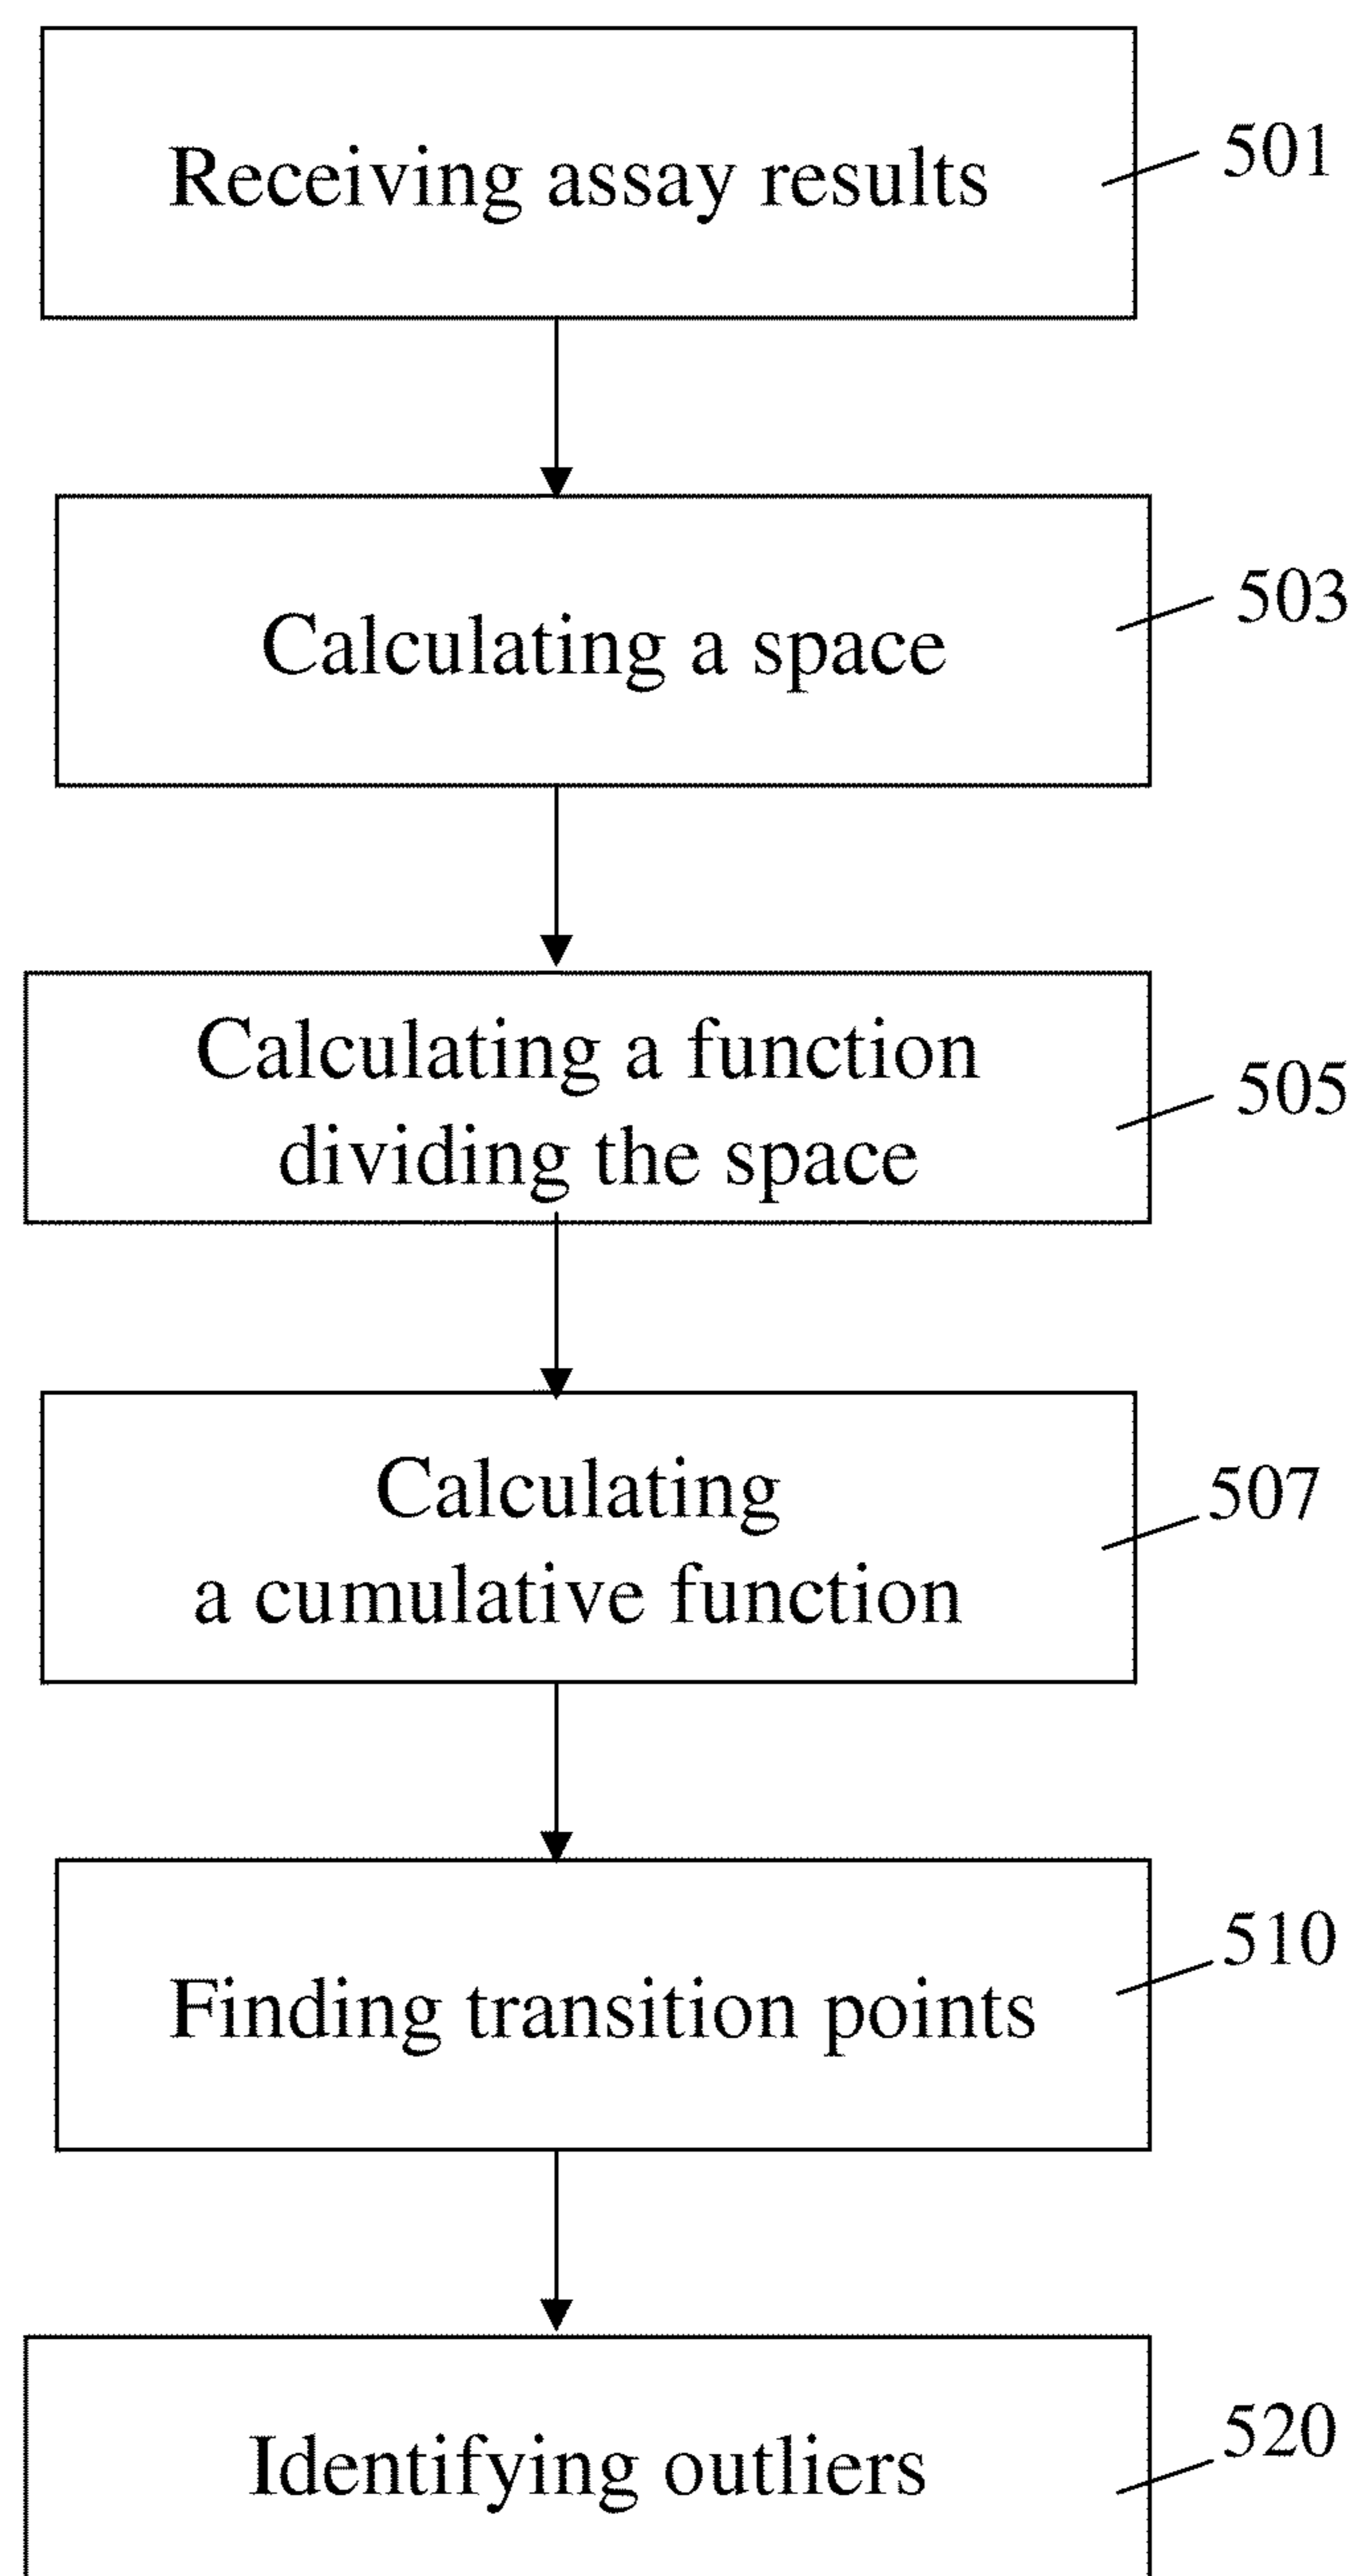 Receiving assay results
501
Calculating a space
503
Calculating a function
dividing the space
505
Calculating
a cumulative function
507
Finding transition points
510
Identifying outliers
520